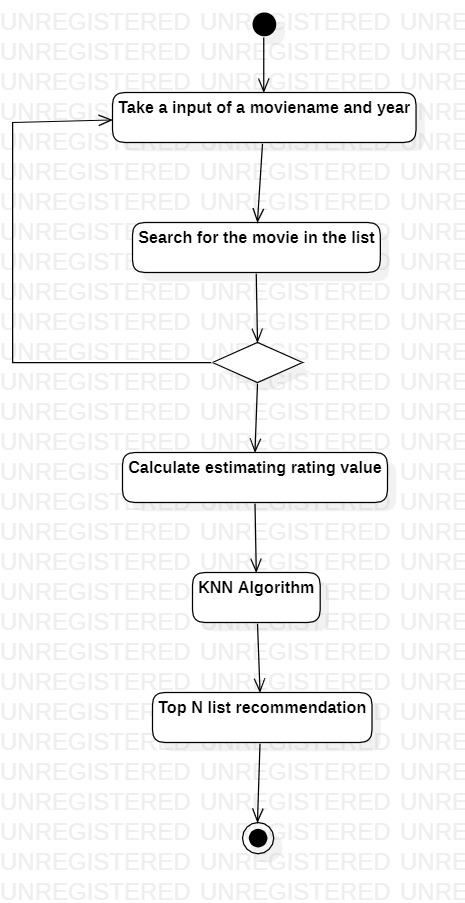 Take a input of a moviename and year
Search for the movie in the list
Calculate estimating rating value
KNN Algorithm
Top N list recommendation
UNREGISTERED